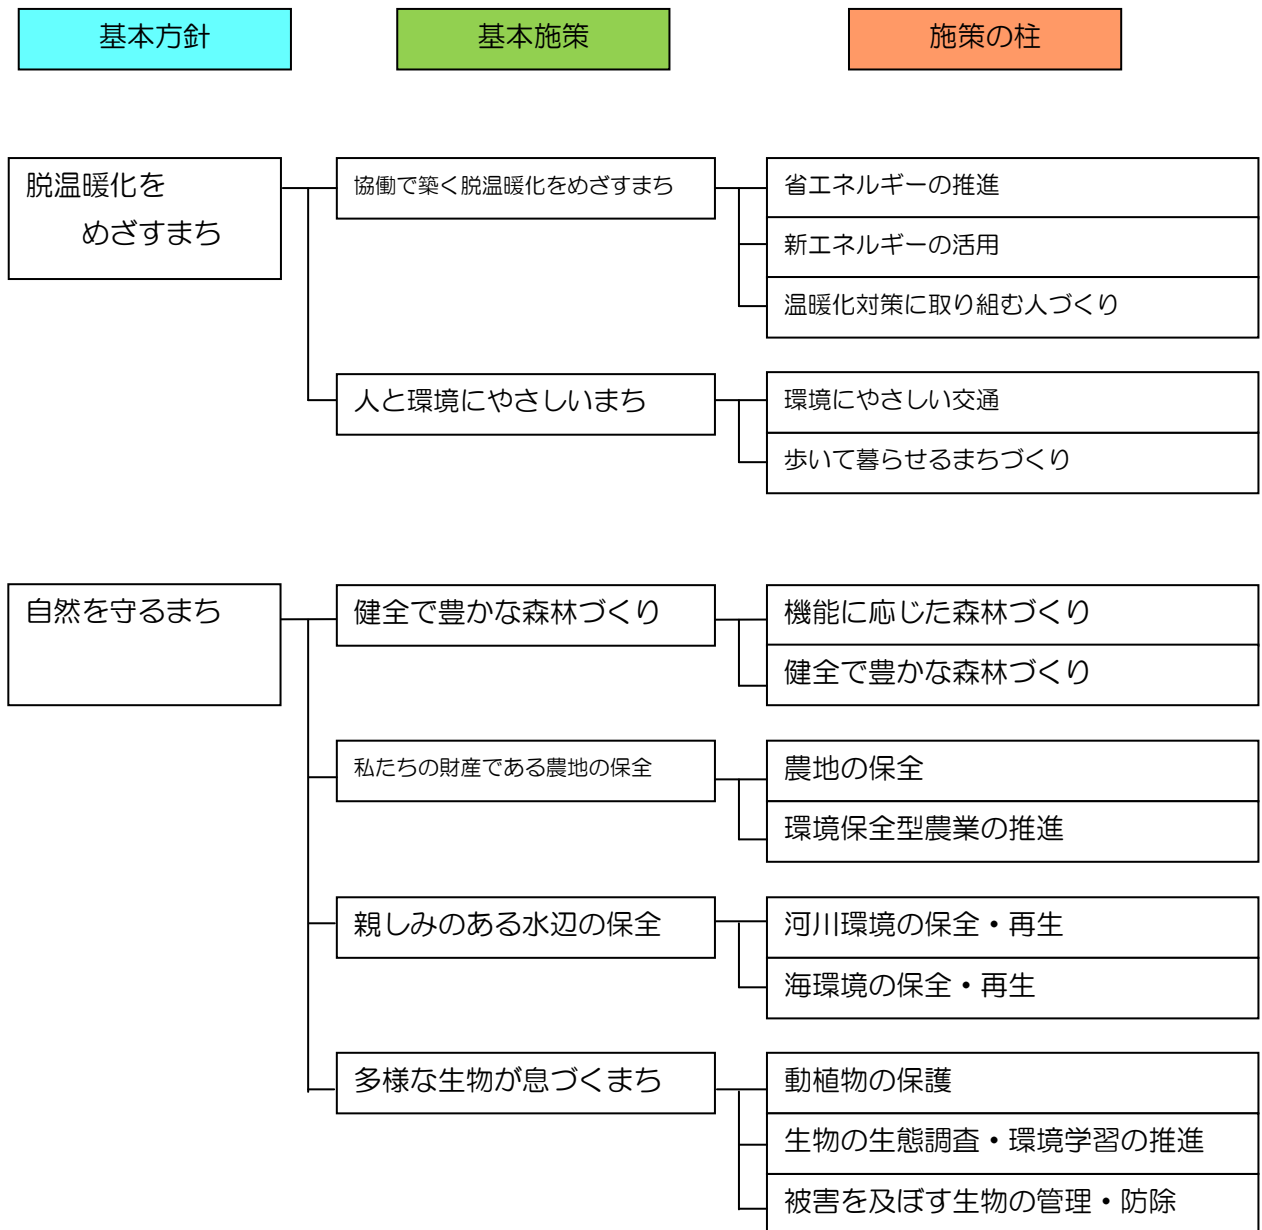 基本方針
基本施策
施策の柱
脱温暖化を
めざすまち
協働で築く脱温暖化をめざすまち
省エネルギーの推進
新エネルギーの活用
温暖化対策に取り組む人づくり
人と環境にやさしいまち
環境にやさしい交通
歩いて暮らせるまちづくり
自然を守るまち
健全で豊かな森林づくり
機能に応じた森林づくり
健全で豊かな森林づくり
私たちの財産である農地の保全
農地の保全
環境保全型農業の推進
親しみのある水辺の保全
河川環境の保全・再生
海環境の保全・再生
多様な生物が息づくまち
動植物の保護
生物の生態調査・環境学習の推進
被害を及ぼす生物の管理・防除